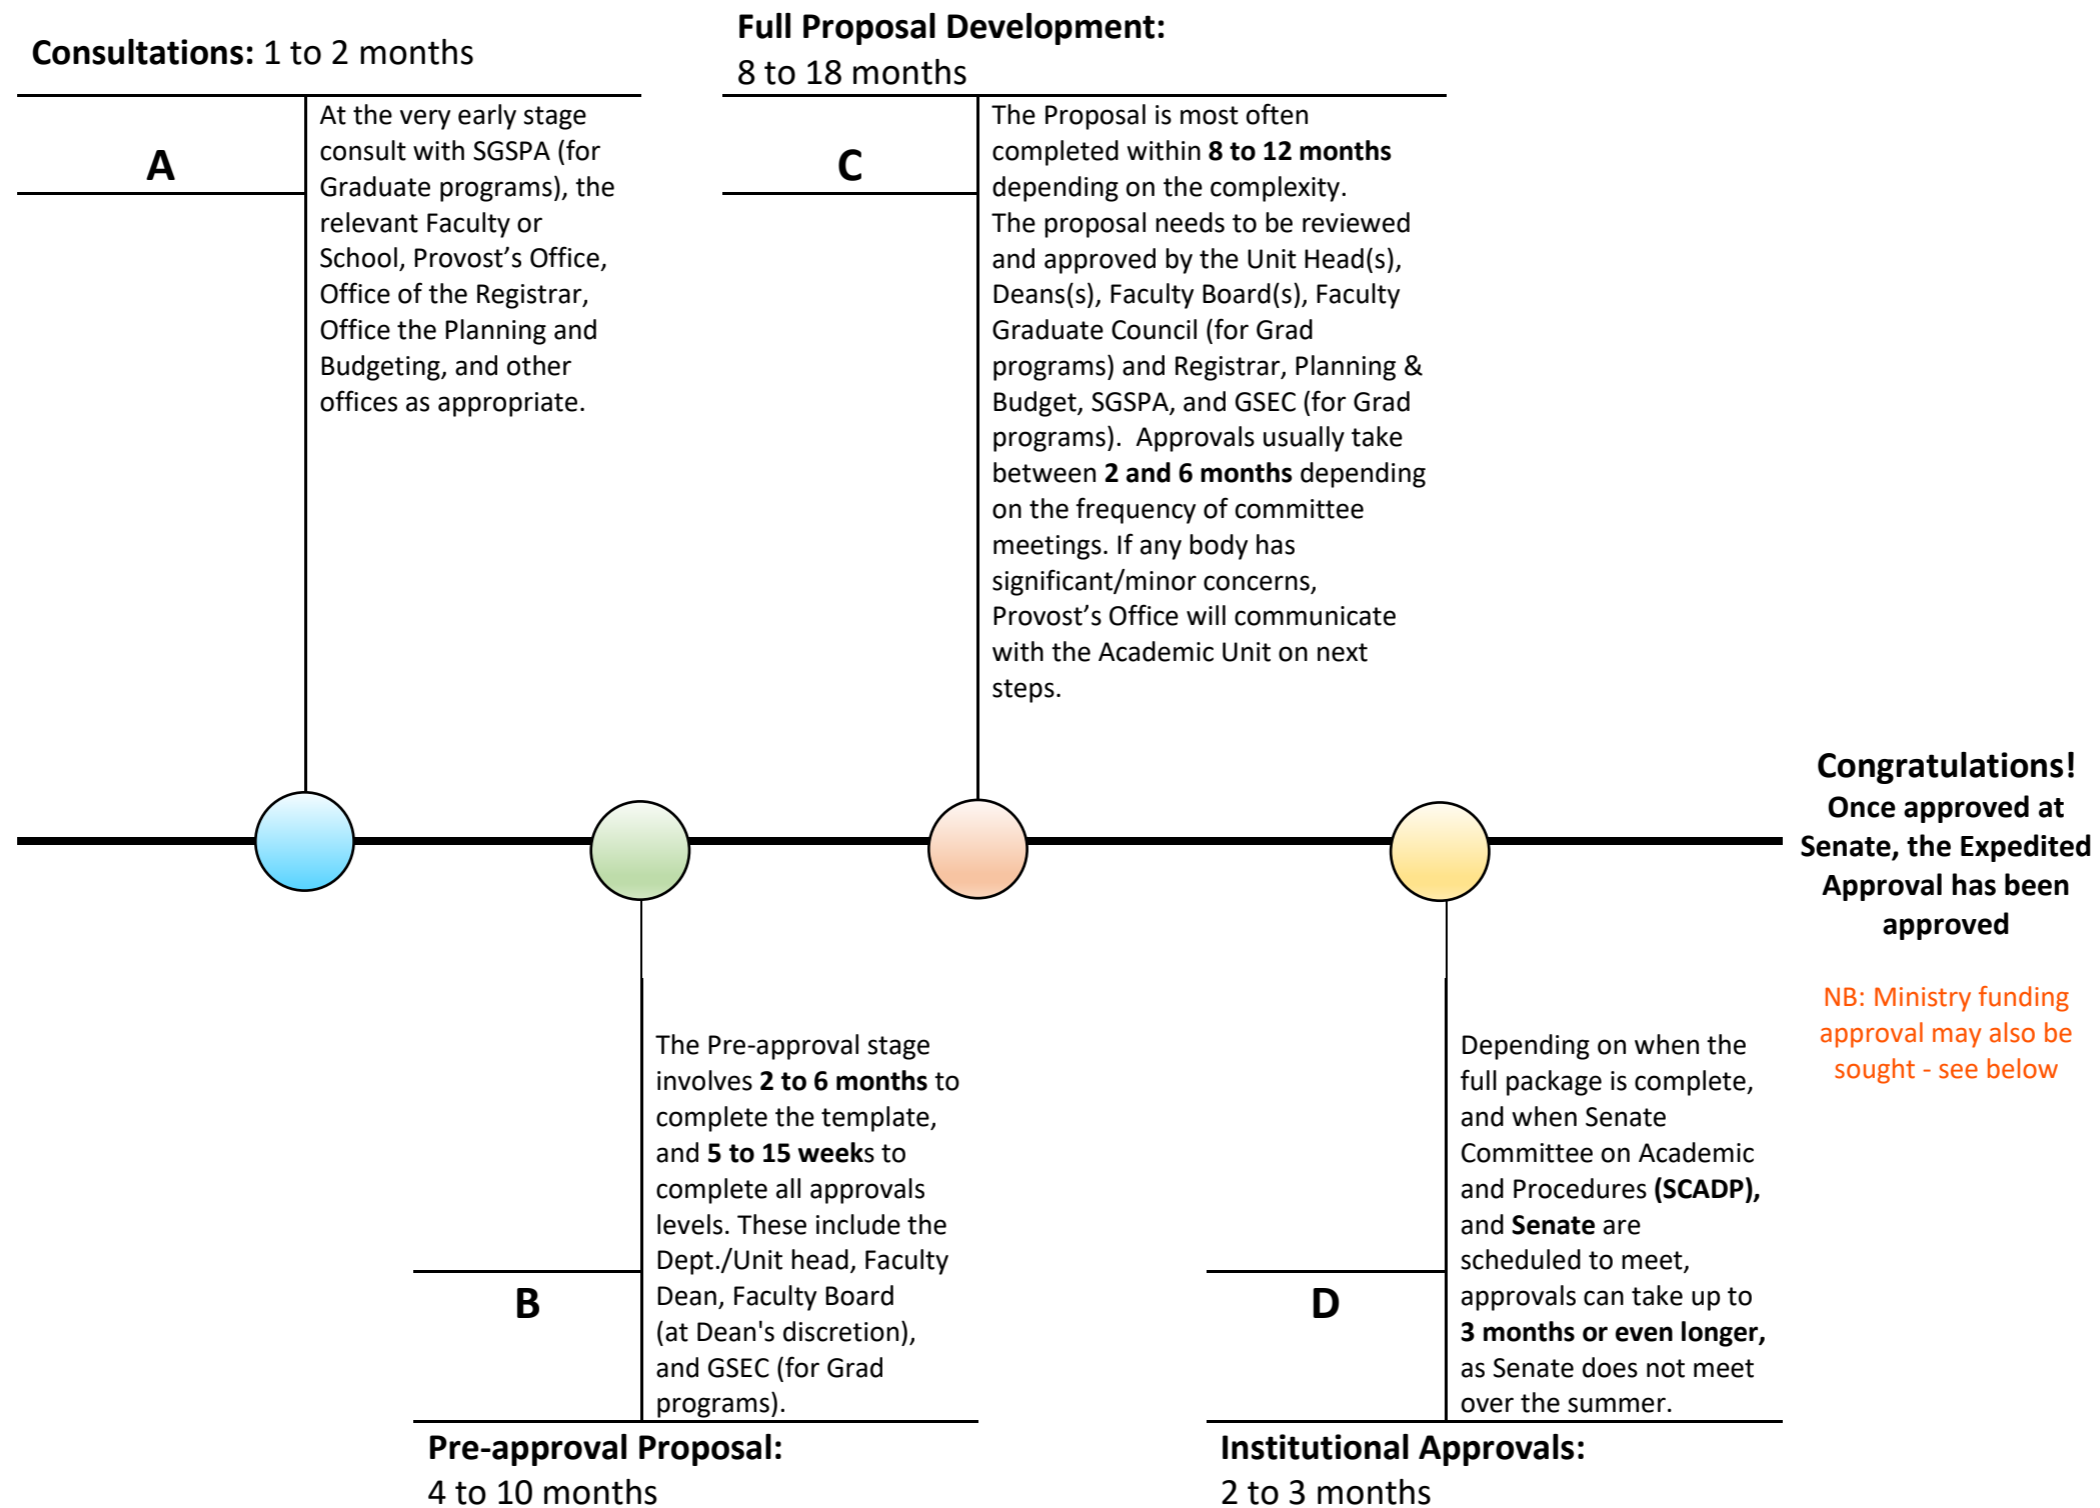 Consultations: 1 to 2 months
A
At the very early stage
consult with SGSPA (for
Graduate programs), the
relevant Faculty or
School, Provost’s Office,
Office of the Registrar,
Office the Planning and
Budgeting, and other
offices as appropriate.
Full Proposal Development:
8 to 18 months
C
The Proposal is most often
completed within 8 to 12 months
depending on the complexity.
The proposal needs to be reviewed
and approved by the Unit Head(s),
Deans(s), Faculty Board(s), Faculty
Graduate Council (for Grad
programs) and Registrar, Planning &
Budget, SGSPA, and GSEC (for Grad
programs).  Approvals usually take
between 2 and 6 months depending
on the frequency of committee
meetings. If any body has
significant/minor concerns,
Provost’s Office will communicate
with the Academic Unit on next
steps.
Congratulations!
Once approved at
Senate, the Expedited
Approval has been
approved
NB: Ministry funding
approval may also be
sought - see below
B
The Pre-approval stage
involves 2 to 6 months to
complete the template,
and 5 to 15 weeks to
complete all approvals
levels. These include the
Dept./Unit head, Faculty
Dean, Faculty Board
(at Dean's discretion),
and GSEC (for Grad
programs).
Pre-approval Proposal:
4 to 10 months
D
Depending on when the
full package is complete,
and when Senate
Committee on Academic
and Procedures (SCADP),
and Senate are
scheduled to meet,
approvals can take up to
3 months or even longer,
as Senate does not meet
over the summer.
Institutional Approvals:
2 to 3 months